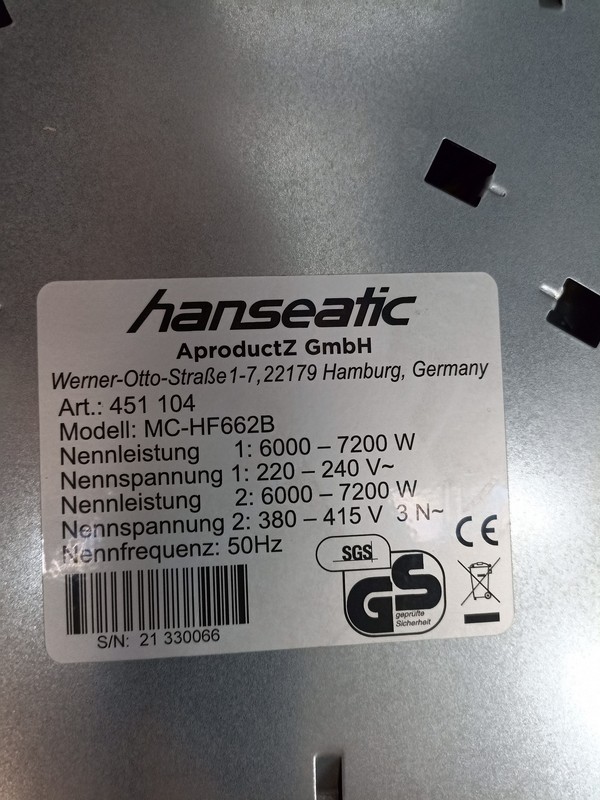 hanseatic
AproductZ GmbH
Werner-Otto-Straße 1-7, 22179 Hamburg, Germany
Art.: 451 104
Modell: MC-HF662B
Nennleistung 1: 6000 – 7200 W
Nennspannung 1: 220 – 240 V~
Nennleistung 2: 6000 – 7200 W
Nennspannung 2: 380 – 415 V 3 N~
Nennfrequenz: 50Hz
CE
SGS
GS
geprüfte
Sicherheit
S/N: 21 330066